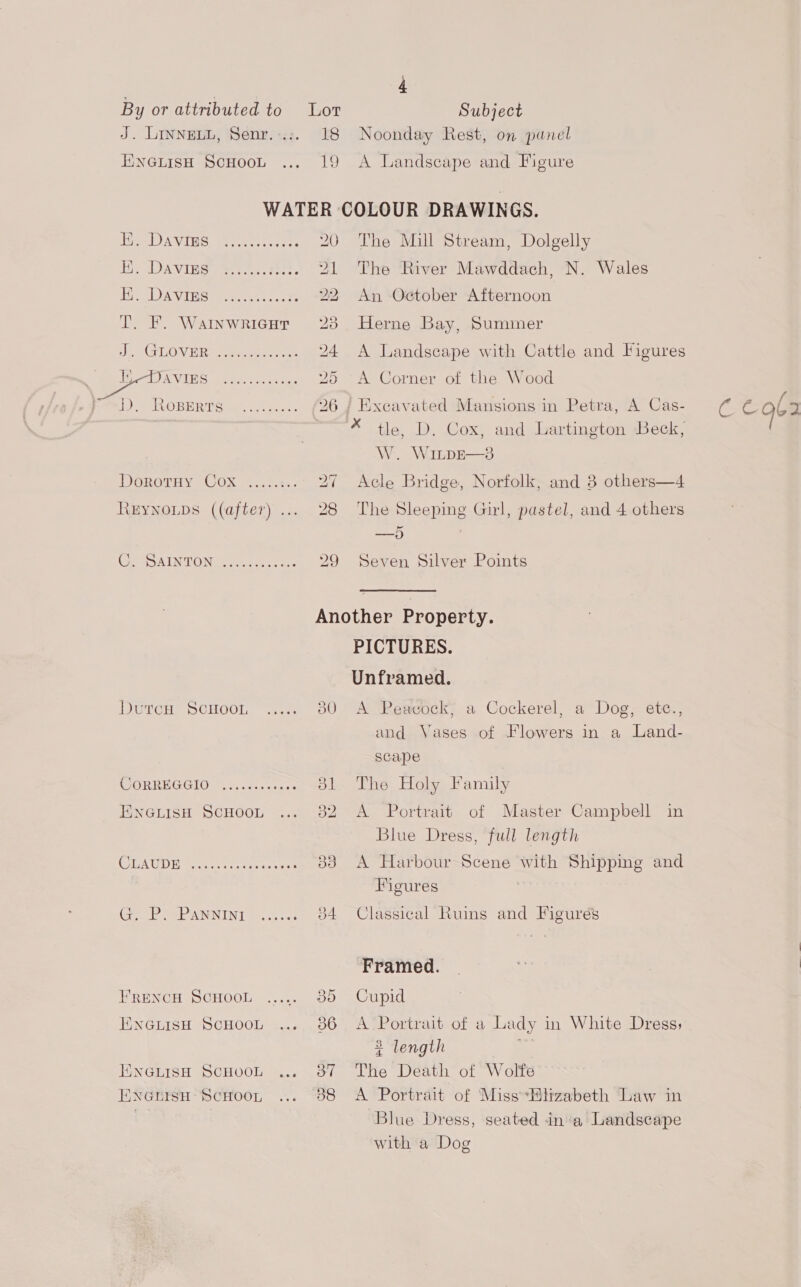 4
By or attributed to Lot Subject
J. LINNELL, Senr. ... 18 Noonday Rest, on panel
ENGLISH SCHOOL ... 19 A Landscape and Figure
WATER COLOUR DRAWINGS.
E. DAVIES ............ 20 The Mill Stream, Dolgelly
E. DAVIES ............ 21 The River Mawddach, N. Wales
E. DAVIES ............ 22 An October Afternoon
T. F. WAINWRIGHT 23 Herne Bay, Summer
J. GLOVER ............ 24 A Landscape with Cattle and Figures
E. DAVIES ............ 25 A Corner of the Wood
D. ROBERTS ......... 26 Excavated Mansions in Petra, A Cas-
tle, D. Cox, and Lartington Beck,
W. WILDE—3
DOROTHY COX ........ 27 Acle Bridge, Norfolk, and 3 others—4
REYNOLDS ((after) ... 28 The Sleeping Girl, pastel, and 4 others
—5
C. SAINTON ............ 29 Seven Silver Points
Another Property.
PICTURES.
Unframed.
DUTCH SCHOOL ..... 30 A Peacock, a Cockerel, a Dog, etc.,
and Vases of Flowers in a Land-
scape
CORREGGIO ............ 31 The Holy Family
ENGLISH SCHOOL ... 32 A Portrait of Master Campbell in
Blue Dress, full length
CLAUDE .................. 33 A Harbour Scene with Shipping and
Figures
G. P. PANNINI ...... 34 Classical Ruins and Figures
Framed.
FRENCH SCHOOL ..... 35 Cupid
ENGLISH SCHOOL ... 36 A Portrait of a Lady in White Dress,
¾ length
ENGLISH SCHOOL ... 37 The Death of Wolfe
ENGLISH SCHOOL ... 38 A Portrait of Miss Elizabeth Law in
Blue Dress, seated in a Landscape
with a Dog